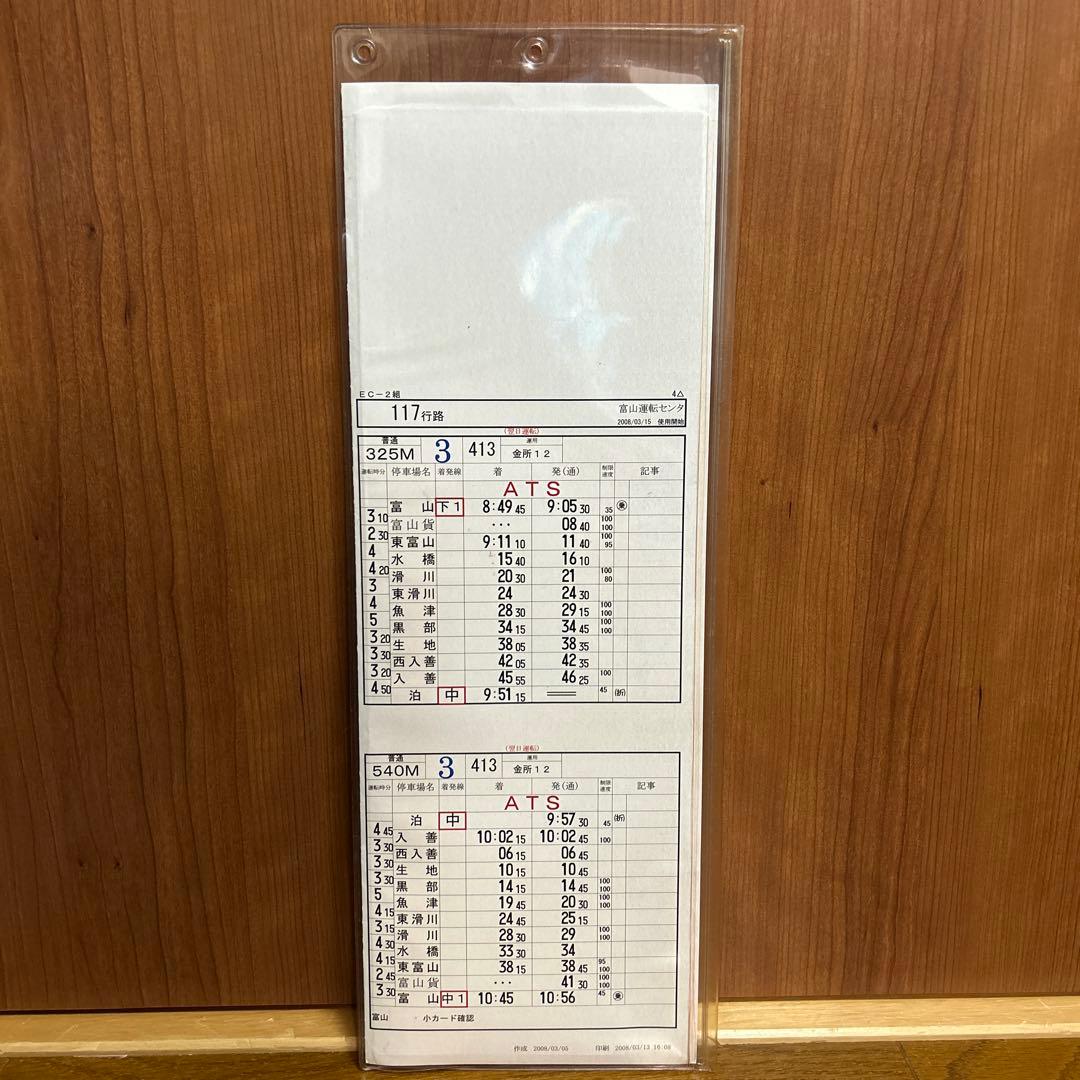 EC-2組 4△
117行路 富山運転センタ
2008/03/15 使用開始
(翌日運転)
普通 運用
325M 3 413 金所12
運転時分 停車場名 着発線 着 発(通) 制限速度 記事
ATS
富山 下1 8:49 45 9:05 30 35 ㊝
3 10
富山貨 ··· 08 40 100 100
2 30
東富山 9:11 10 11 40 100 95
4
水橋 15 40 16 10
4 20
滑川 20 30 21 100 80
3
東滑川 24 24 30
4
魚津 28 30 29 15 100 100
5
黒部 34 15 34 45 100 100
3 20
生地 38 05 38 35
3 30
西入善 42 05 42 35
3 20
入善 45 55 46 25 100
4 50
泊 中 9:51 15 ══ 45 (折)
(翌日運転)
普通 運用
540M 3 413 金所12
運転時分 停車場名 着発線 着 発(通) 制限速度 記事
ATS
泊 中 9:57 30 45 (折)
4 45
入善 10:02 15 10:02 45 100
3 30
西入善 06 15 06 45
3 30
生地 10 15 10 45
3 30
黒部 14 15 14 45 100 100
5
魚津 19 45 20 30 100 100
4 15
東滑川 24 45 25 15
3 15
滑川 28 30 29 100 100
4 30
水橋 33 30 34
4 15
東富山 38 15 38 45 95 100
2 45
富山貨 ··· 41 30 100 100
3 30
富山 中1 10:45 10:56 45
富山 小カード確認
作成 2008/03/05 印刷 2008/03/13 16:08